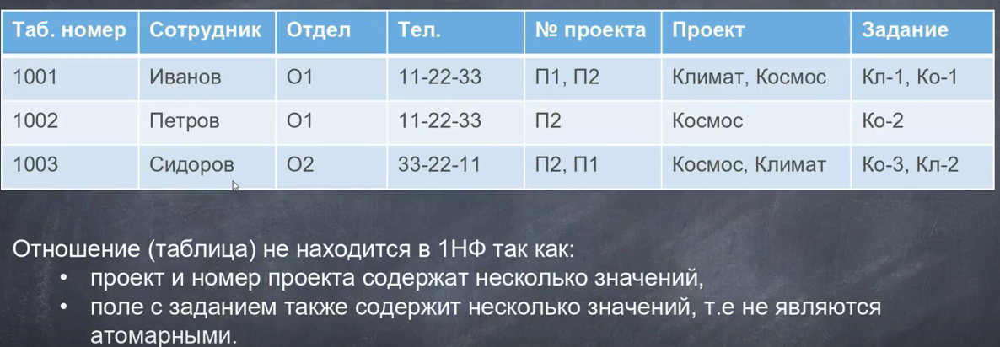 Таб. номер Сотрудник Отдел Тел. № проекта Проект Задание
1001 Иванов О1 11-22-33 П1, П2 Климат, Космос Кл-1, Ко-1
1002 Петров О1 11-22-33 П2 Космос Ко-2
1003 Сидоров О2 33-22-11 П2, П1 Космос, Климат Ко-3, Кл-2
Отношение (таблица) не находится в 1НФ так как:
• проект и номер проекта содержат несколько значений,
• поле с заданием также содержит несколько значений, т.е не являются
атомарными.